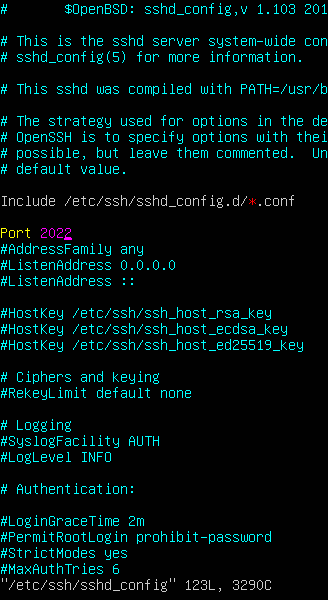 #       $OpenBSD: sshd_config,v 1.103 201
# This is the sshd server system-wide con
# sshd_config(5) for more information.
# This sshd was compiled with PATH=/usr/b
# The strategy used for options in the de
# OpenSSH is to specify options with thei
# possible, but leave them commented.  Un
# default value.
Include /etc/ssh/sshd_config.d/*.conf
Port 2022
#AddressFamily any
#ListenAddress 0.0.0.0
#ListenAddress ::
#HostKey /etc/ssh/ssh_host_rsa_key
#HostKey /etc/ssh/ssh_host_ecdsa_key
#HostKey /etc/ssh/ssh_host_ed25519_key
# Ciphers and keying
#RekeyLimit default none
# Logging
#SyslogFacility AUTH
#LogLevel INFO
# Authentication:
#LoginGraceTime 2m
#PermitRootLogin prohibit-password
#StrictModes yes
#MaxAuthTries 6
"/etc/ssh/sshd_config" 123L, 3290C